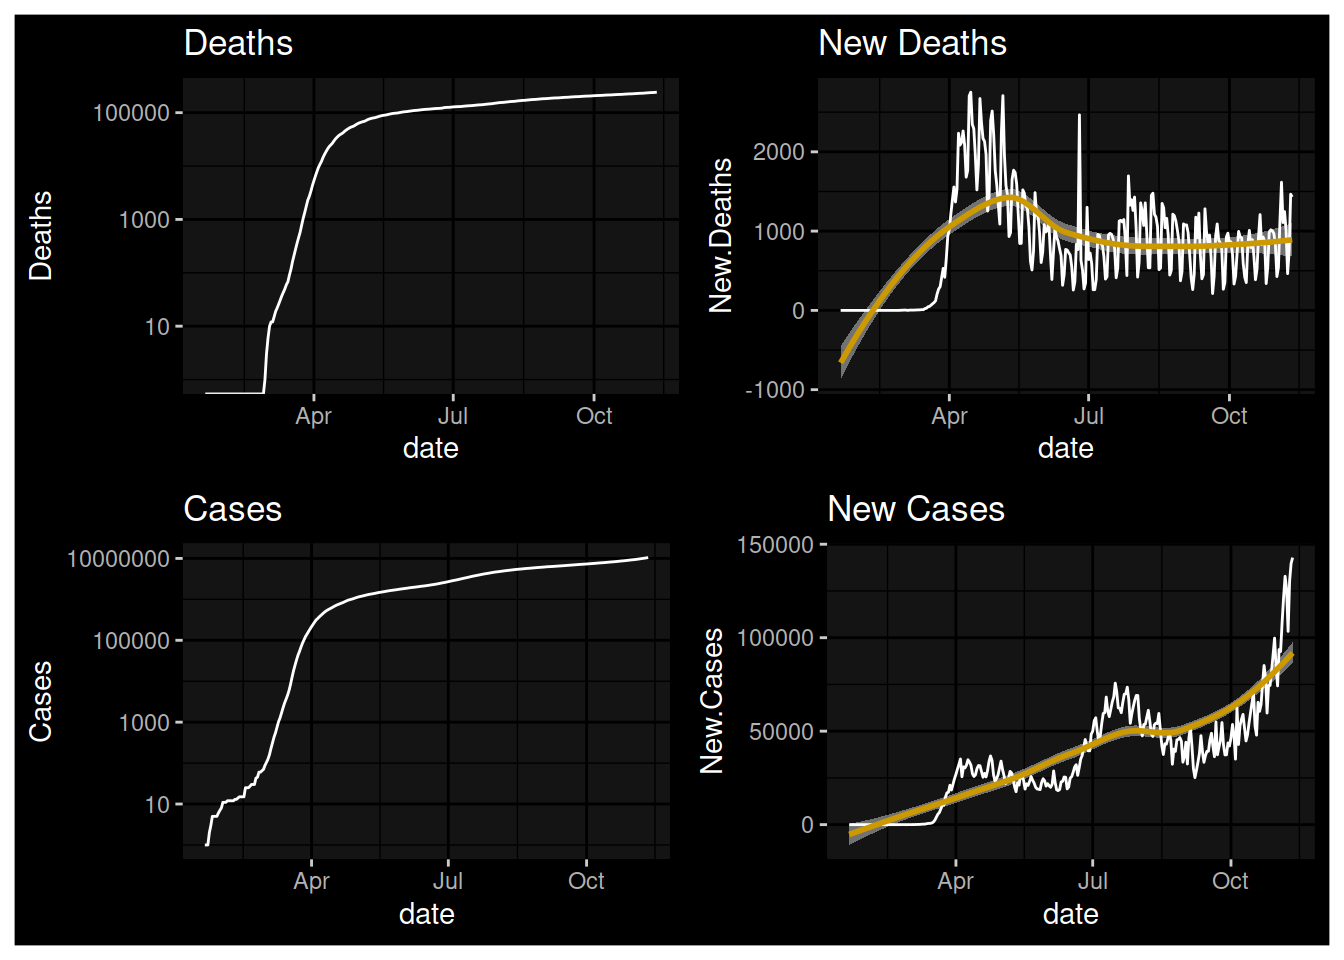 Deaths
Deaths
100000
1000
10
Apr Jul Oct
date
New Deaths
New.Deaths
2000
1000
0
-1000
Apr Jul Oct
date
Cases
Cases
10000000
100000
1000
10
Apr Jul Oct
date
New Cases
New.Cases
150000
100000
50000
0
Apr Jul Oct
date